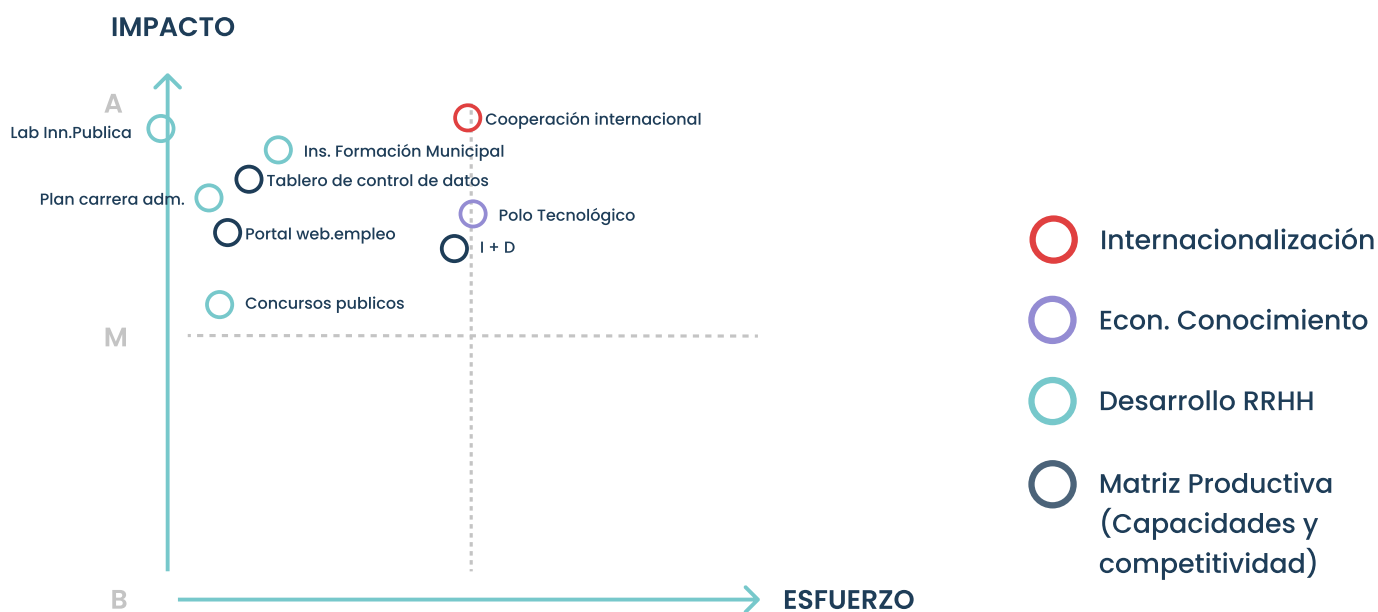 IMPACTO
A
Cooperación internacional
Lab Inn.Publica
Ins. Formación Municipal
Tablero de control de datos
Plan carrera adm.
Polo Tecnológico
Portal web.empleo
I + D
Concursos publicos
M
B
ESFUERZO
Internacionalización
Econ. Conocimiento
Desarrollo RRHH
Matriz Productiva
(Capacidades y
competitividad)